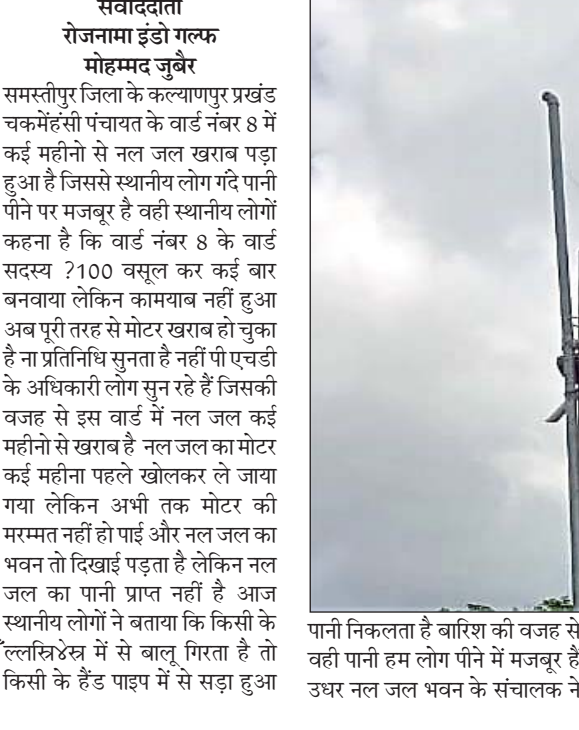 संवाददाता
रोजनामा इंडो गल्फ
मोहम्मद जुबैर
समस्तीपुर जिला के कल्याणपुर प्रखंड
चकमेंहंसी पंचायत के वार्ड नंबर 8 में
कई महीनो से नल जल खराब पड़ा
हुआ है जिससे स्थानीय लोग गंदे पानी
पीने पर मजबूर है वही स्थानीय लोगों
कहना है कि वार्ड नंबर 8 के वार्ड
सदस्य ?100 वसूल कर कई बार
बनवाया लेकिन कामयाब नहीं हुआ
अब पूरी तरह से मोटर खराब हो चुका
है ना प्रतिनिधि सुनता है नहीं पी एचडी
के अधिकारी लोग सुन रहे हैं जिसकी
वजह से इस वार्ड में नल जल कई
महीनो से खराब है नल जल का मोटर
कई महीना पहले खोलकर ले जाया
गया लेकिन अभी तक मोटर की
मरम्मत नहीं हो पाई और नल जल का
भवन तो दिखाई पड़ता है लेकिन नल
जल का पानी प्राप्त नहीं है आज
स्थानीय लोगों ने बताया कि किसी के
में से बालू गिरता है तो
किसी के हैंड पाइप में से सड़ा हुआ
पानी निकलता है बारिश की वजह से
वही पानी हम लोग पीने में मजबूर हैं
उधर नल जल भवन के संचालक ने